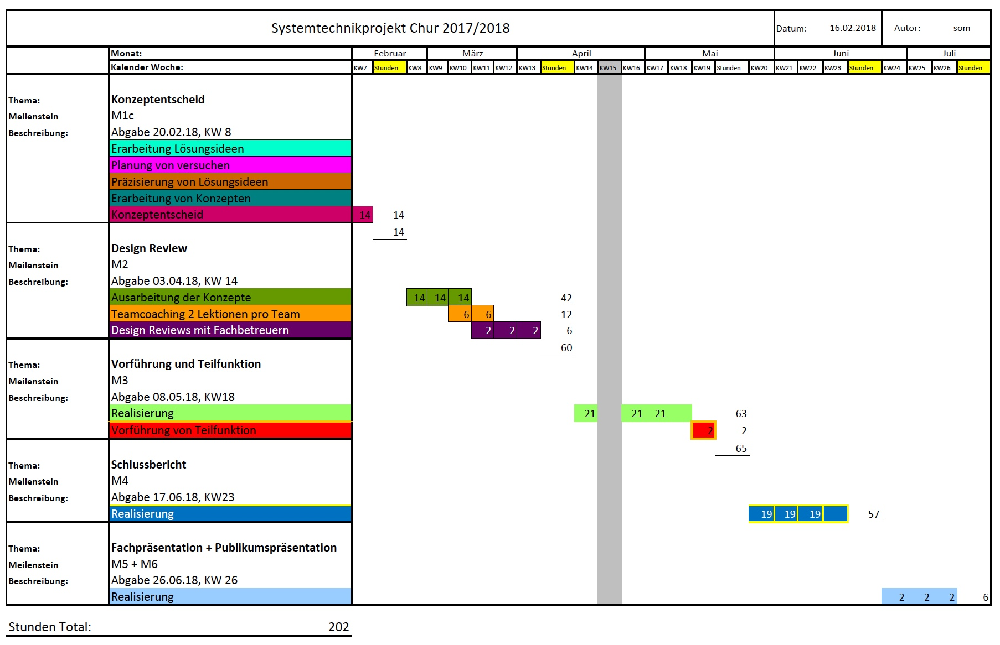 Systemtechnikprojekt Chur 2017/2018 Datum: 16.02.2018 Autor: som
Monat: Februar März April Mai Juni Juli
Kalender Woche: KW7 Stunden KW8 KW9 KW10 KW11 KW12 KW13 Stunden KW14 KW15 KW16 KW17 KW18 KW19 Stunden KW20 KW21 KW22 KW23 Stunden KW24 KW25 KW26 Stunden
Thema: Konzeptentscheid
Meilenstein M1c
Beschreibung: Abgabe 20.02.18, KW 8
Erarbeitung Lösungsideen
Planung von versuchen
Präzisierung von Lösungsideen
Erarbeitung von Konzepten
Konzeptentscheid 14 14
14
Thema: Design Review
Meilenstein M2
Beschreibung: Abgabe 03.04.18, KW 14
Ausarbeitung der Konzepte 14 14 14 42
Teamcoaching 2 Lektionen pro Team 6 6 12
Design Reviews mit Fachbetreuern 2 2 2 6
60
Thema: Vorführung und Teilfunktion
Meilenstein M3
Beschreibung: Abgabe 08.05.18, KW18
Realisierung 21 21 21 63
Vorführung von Teilfunktion 2 2
65
Thema: Schlussbericht
Meilenstein M4
Beschreibung: Abgabe 17.06.18, KW23
Realisierung 19 19 19 57
Thema: Fachpräsentation + Publikumspräsentation
Meilenstein M5 + M6
Beschreibung: Abgabe 26.06.18, KW 26
Realisierung 2 2 2 6
Stunden Total: 202